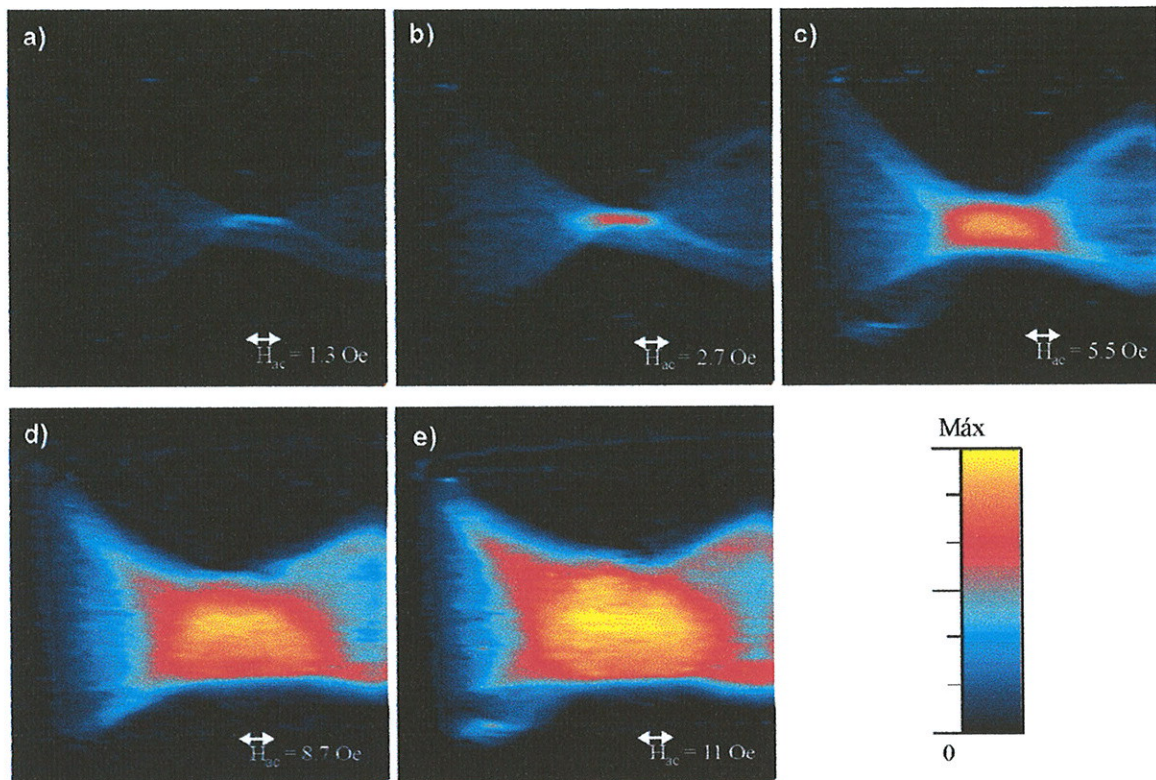 a)
H_ac = 1.3 Oe
b)
H_ac = 2.7 Oe
c)
H_ac = 5.5 Oe
d)
H_ac = 8.7 Oe
e)
H_ac = 11 Oe
Máx
0